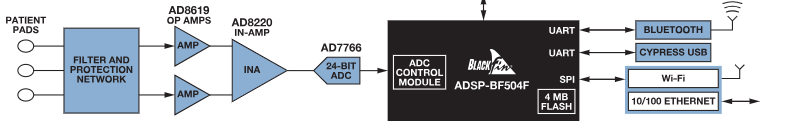 PATIENT
PADS
FILTER AND
PROTECTION
NETWORK
AD8619
OP AMPS
AMP
AMP
AD8220
IN-AMP
INA
AD7766
24-BIT
ADC
ADC
CONTROL
MODULE
BLACKfin
ADSP-BF504F
UART
UART
SPI
4 MB
FLASH
BLUETOOTH
CYPRESS USB
Wi-Fi
10/100 ETHERNET